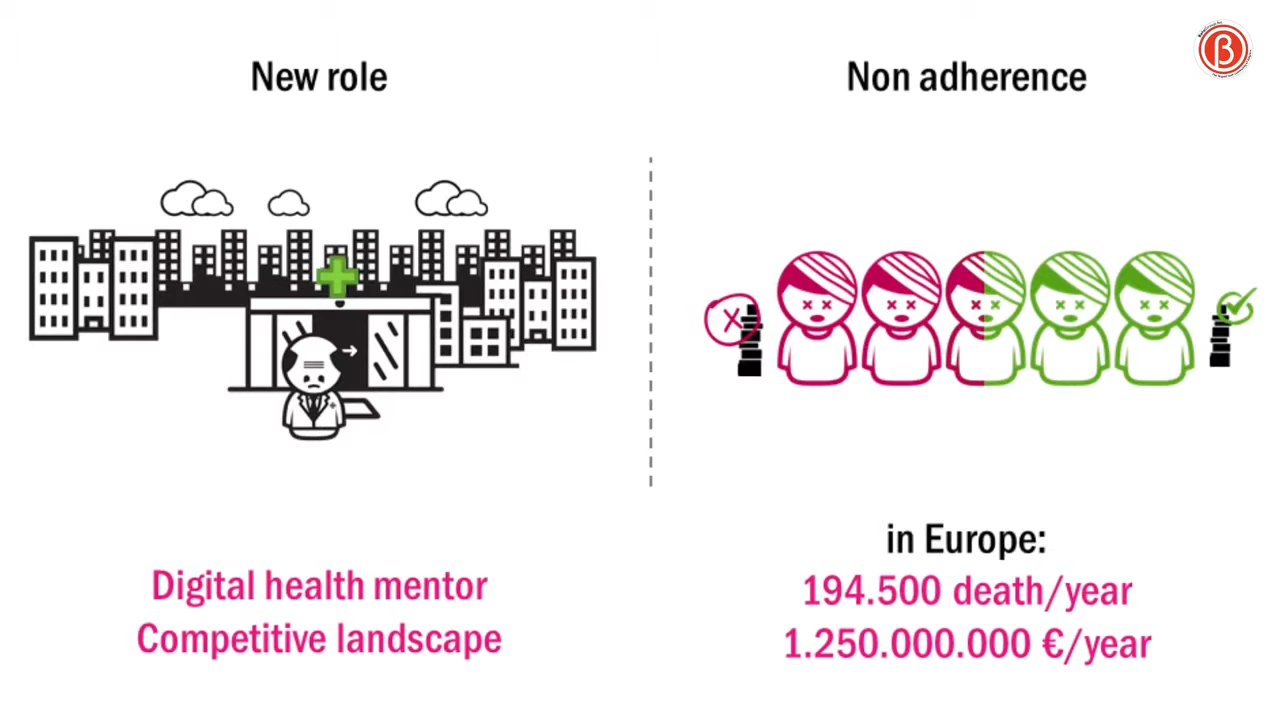 New role
Non adherence
β
Digital health mentor
Competitive landscape
in Europe:
194.500 death/year
1.250.000.000 €/year